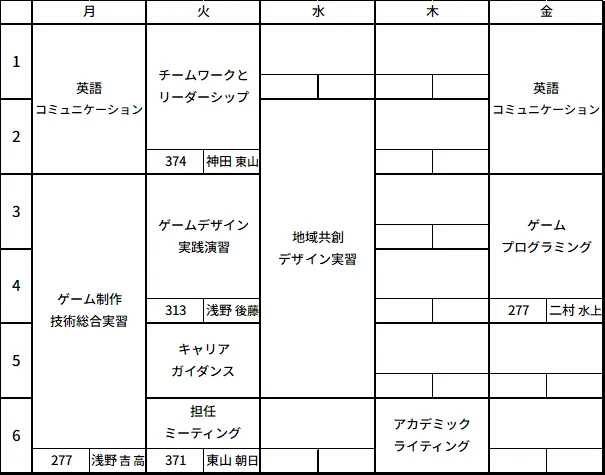 月 火 水 木 金
1
2
3
4
5
6
英語
コミュニケーション
ゲーム制作
技術総合実習
277 浅野 吉 高
チームワークと
リーダーシップ
374 神田 東山
ゲームデザイン
実践演習
313 浅野 後藤
キャリア
ガイダンス
担任
ミーティング
371 東山 朝日
地域共創
デザイン実習
アカデミック
ライティング
英語
コミュニケーション
ゲーム
プログラミング
277 二村 水上